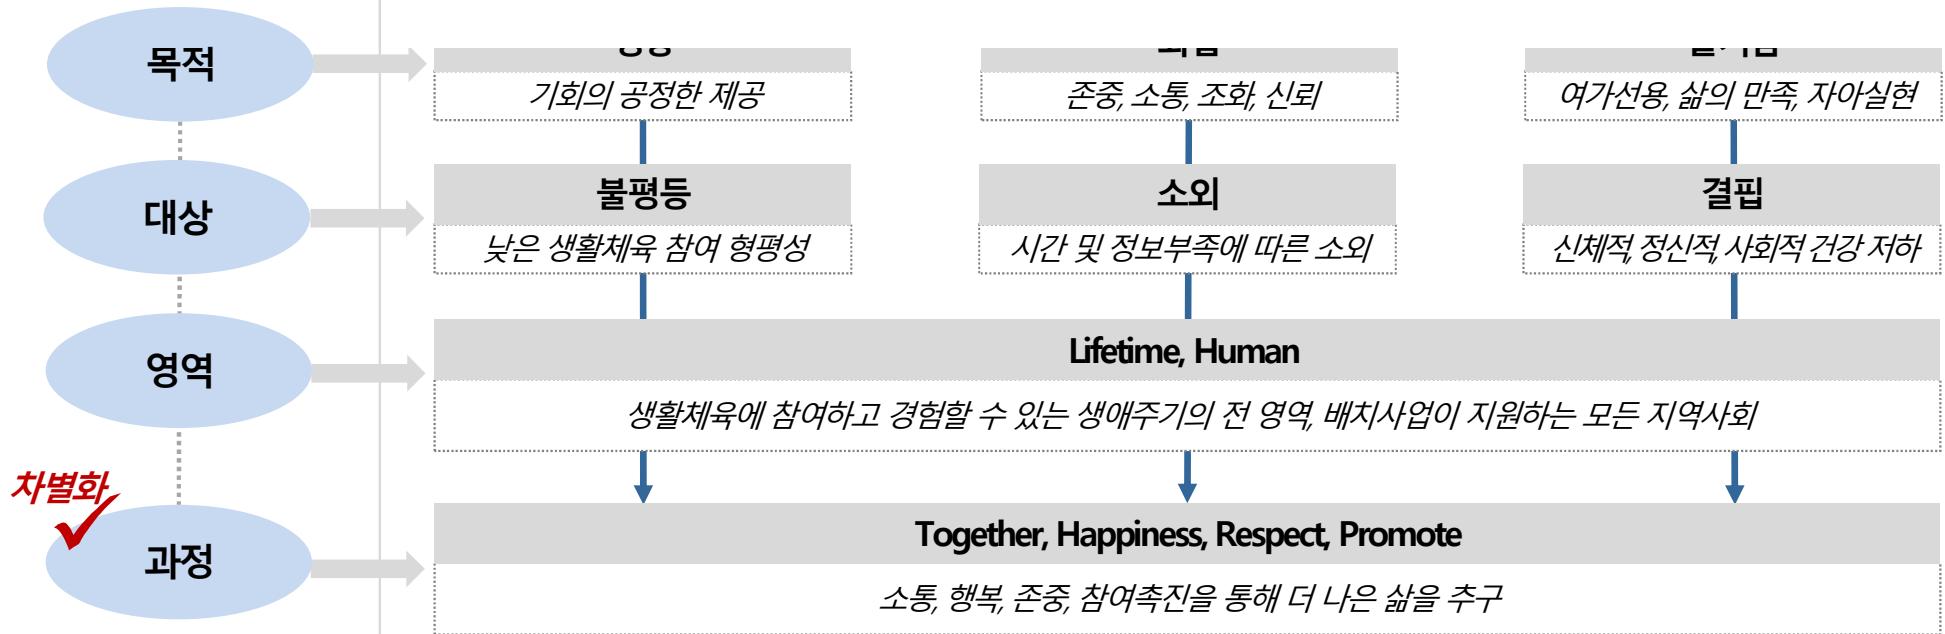 목적
기회의 공정한 제공
존중, 소통, 조화, 신뢰
여가선용, 삶의 만족, 자아실현
대상
불평등
소외
결핍
낮은 생활체육 참여 형평성
시간 및 정보부족에 따른 소외
신체적, 정신적, 사회적 건강 저하
영역
Lifetime, Human
생활체육에 참여하고 경험할 수 있는 생애주기의 전 영역, 배치사업이 지원하는 모든 지역사회
차별화
과정
Together, Happiness, Respect, Promote
소통, 행복, 존중, 참여촉진을 통해 더 나은 삶을 추구